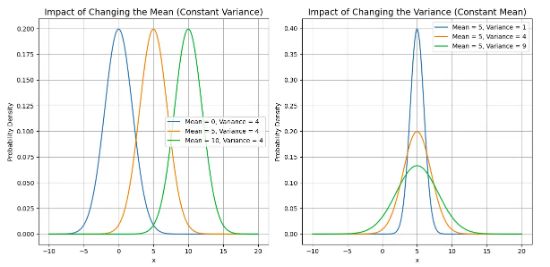 Impact of Changing the Mean (Constant Variance)
0.200
0.175
0.150
0.125
0.100
0.075
0.050
0.025
0.000
Probability Density
Mean = 0, Variance = 4
Mean = 5, Variance = 4
Mean = 10, Variance = 4
−10 −5 0 5 10 15 20
x
Impact of Changing the Variance (Constant Mean)
0.40
0.35
0.30
0.25
0.20
0.15
0.10
0.05
0.00
Probability Density
Mean = 5, Variance = 1
Mean = 5, Variance = 4
Mean = 5, Variance = 9
−10 −5 0 5 10 15 20
x